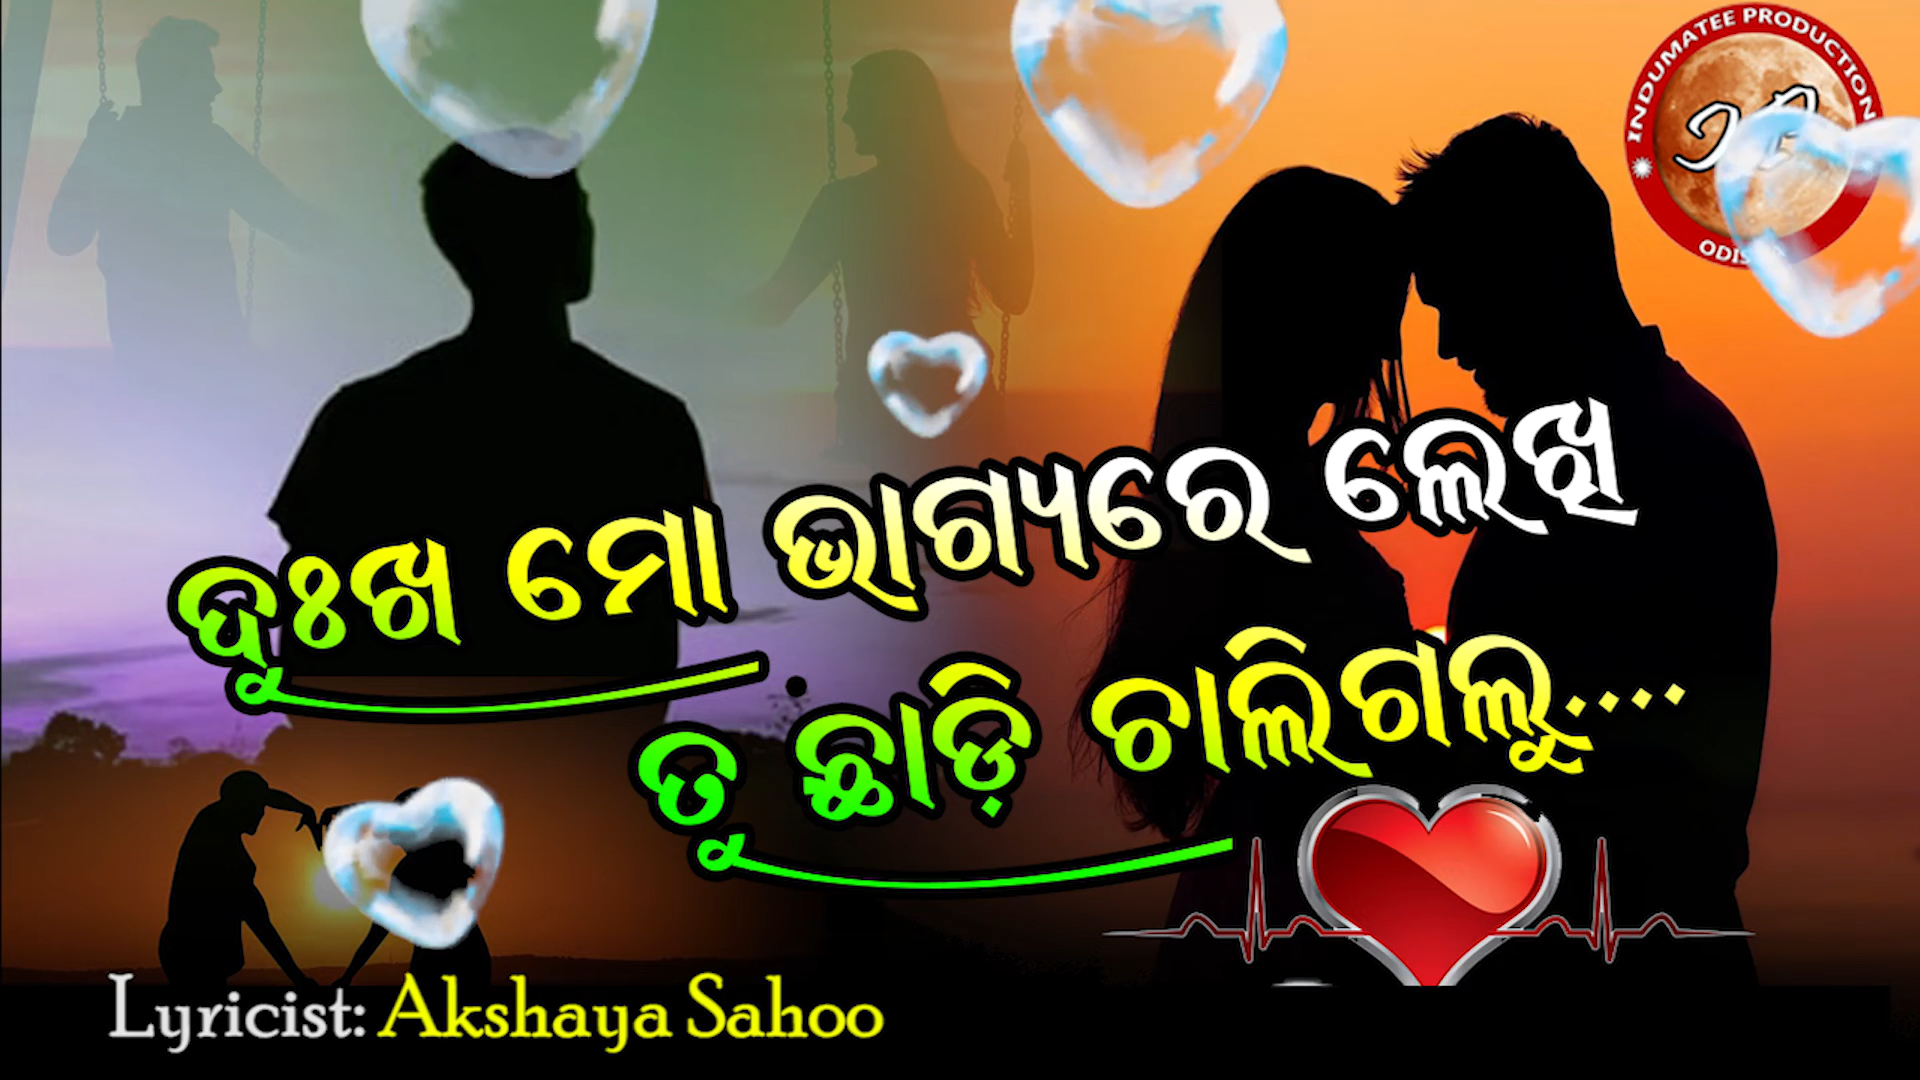 INDUMATEE PRODUCTION
ଦୁଃଖ ମୋ ଭାଗ୍ୟରେ ଲେଖି
ତୁ ଛାଡ଼ି ଚାଲିଗଲୁ....
Lyricist: Akshaya Sahoo